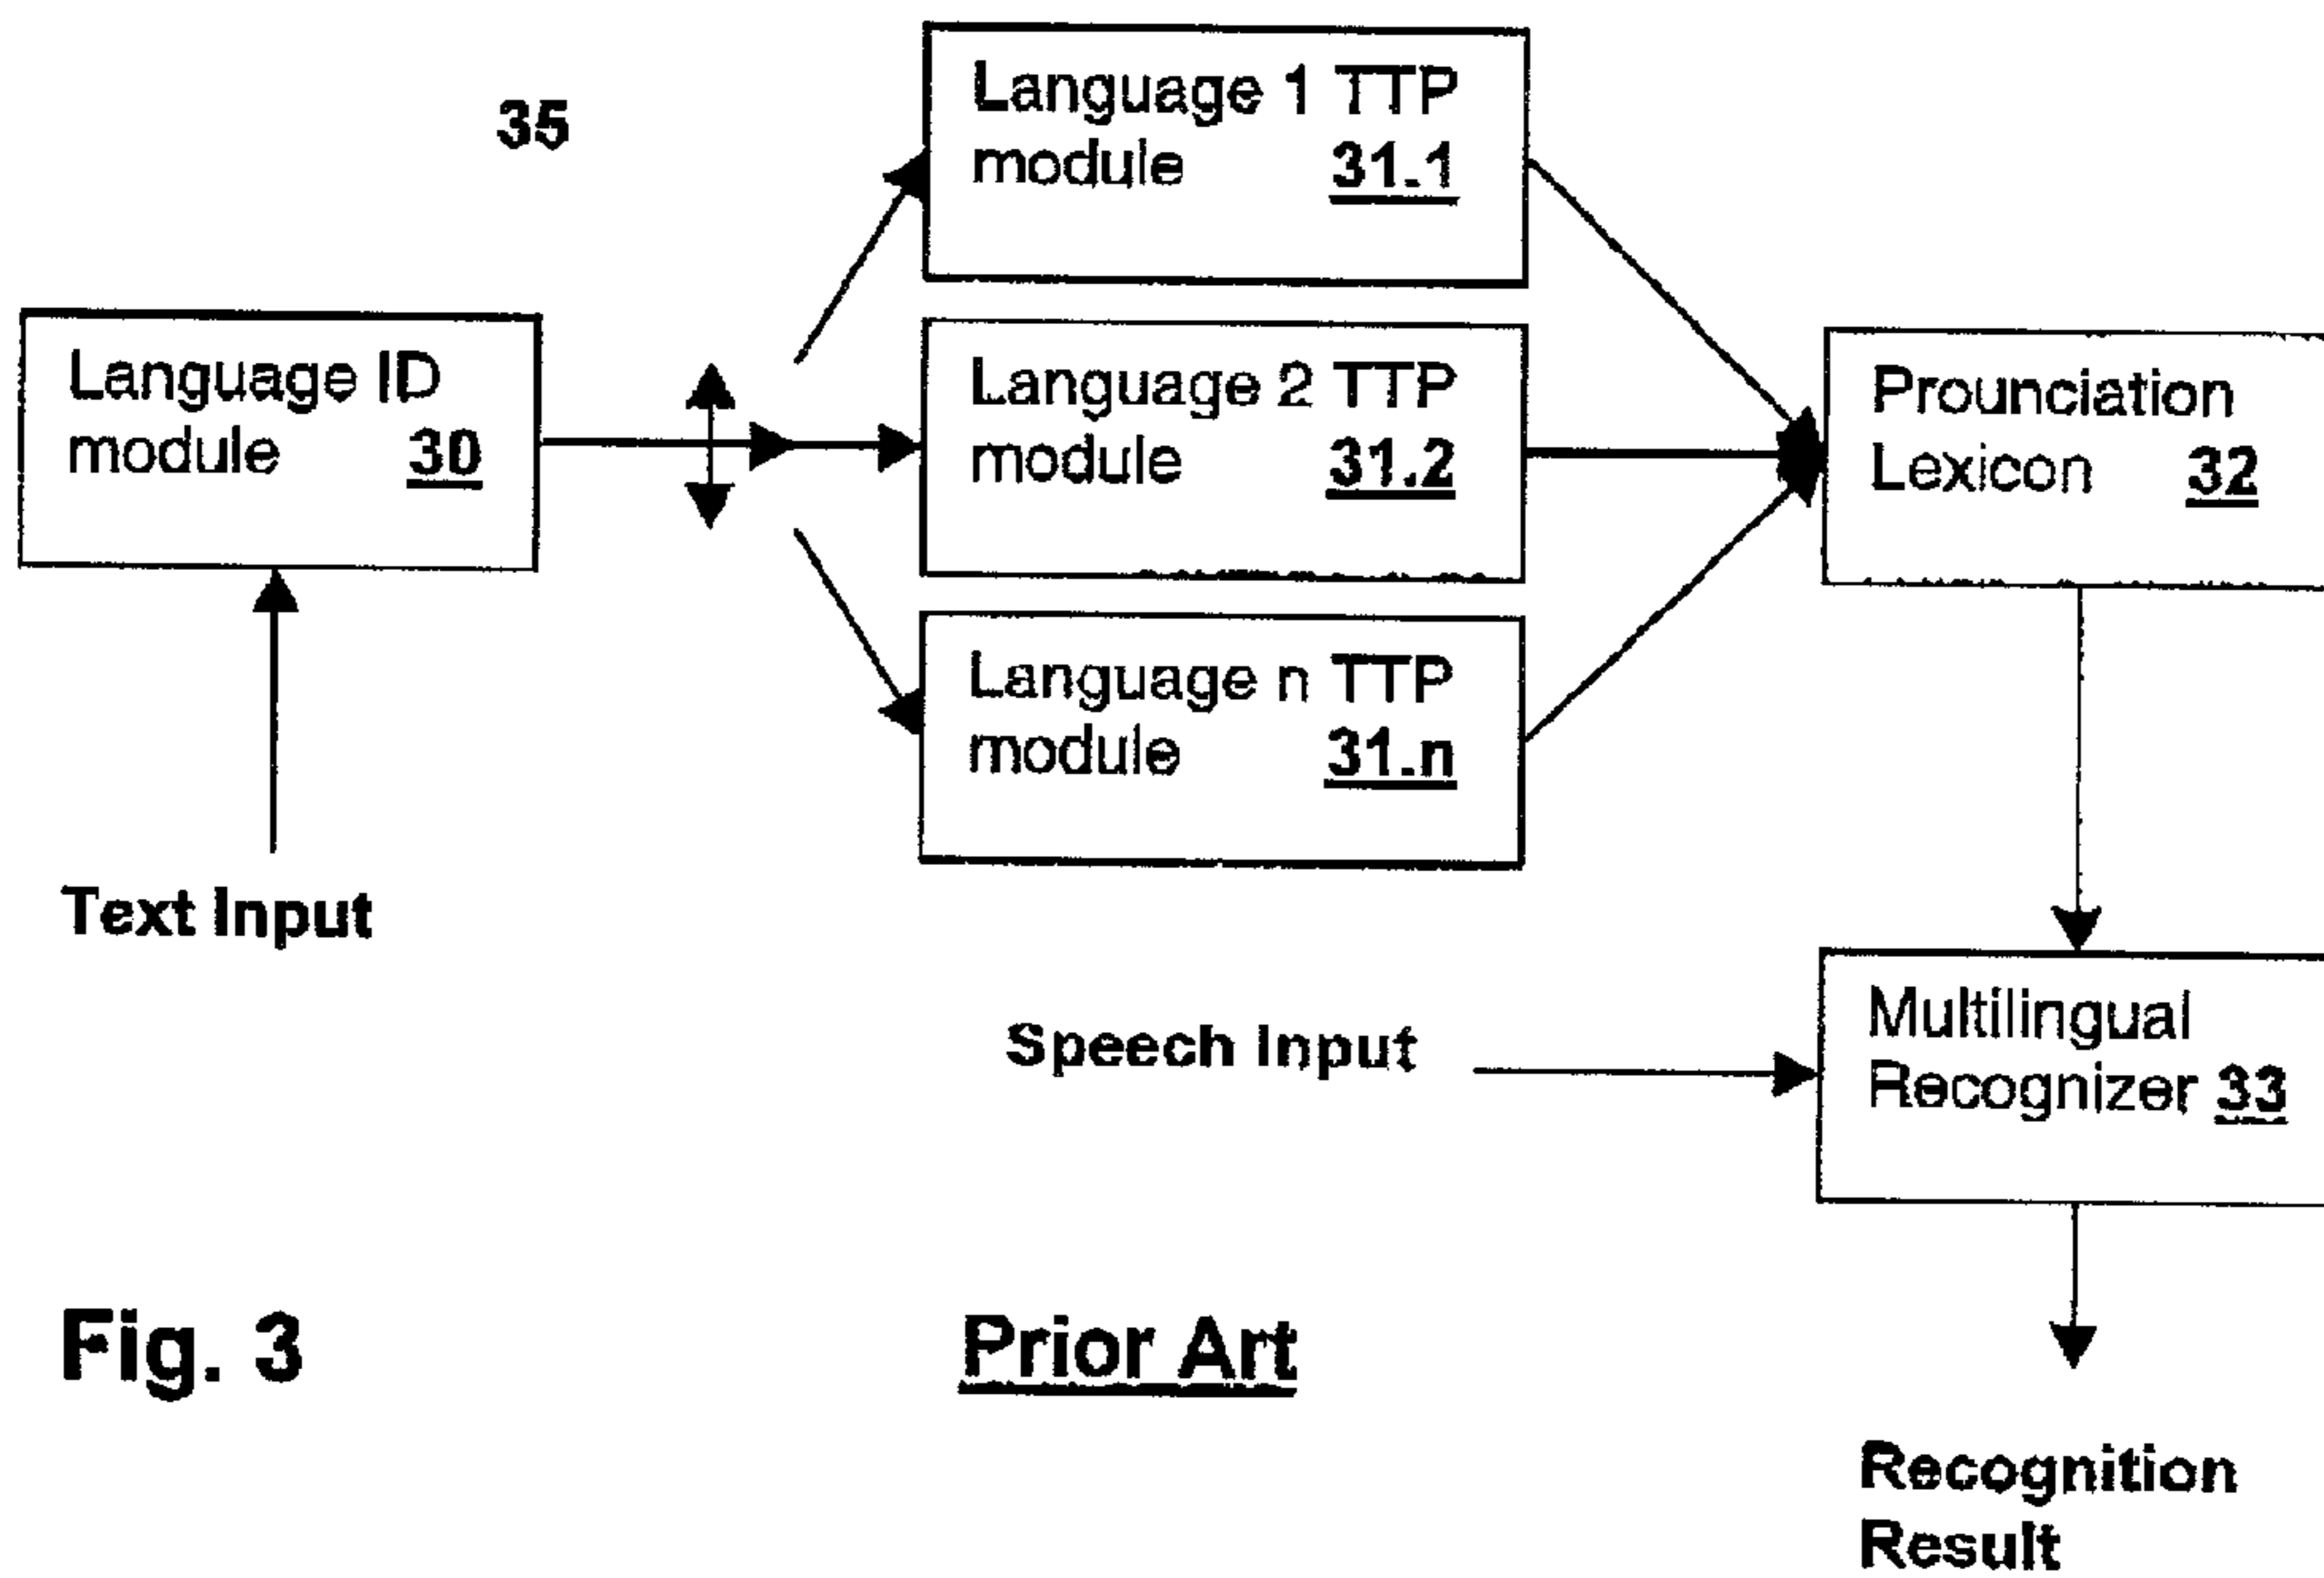 35
Language 1 TTP
module 31.1
Language ID
module 30
Language 2 TTP
module 31.2
Prounciation
Lexicon 32
Language n TTP
module 31.n
Text Input
Speech Input
Multilingual
Recognizer 33
Fig. 3
Prior Art
Recognition
Result